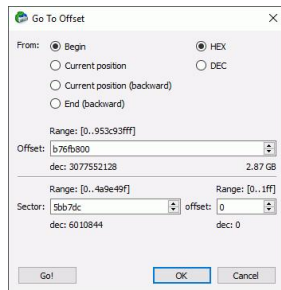 Go To Offset
From: Begin HEX
Current position DEC
Current position (backward)
End (backward)
Range: [0..953c93fff]
Offset: b76fb800
dec: 3077552128 2.87 GB
Range: [0..4a9e49f] Range: [0..1ff]
Sector: 5bb7dc offset: 0
dec: 6010844 dec: 0
Go! OK Cancel